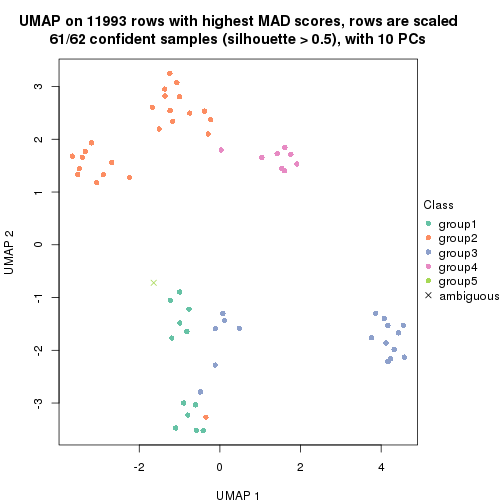 UMAP on 11993 rows with highest MAD scores, rows are scaled
61/62 confident samples (silhouette > 0.5), with 10 PCs
3
2
1
0
-1
-2
-3
UMAP 2
-2
0
2
4
UMAP 1
Class
group1
group2
group3
group4
group5
ambiguous